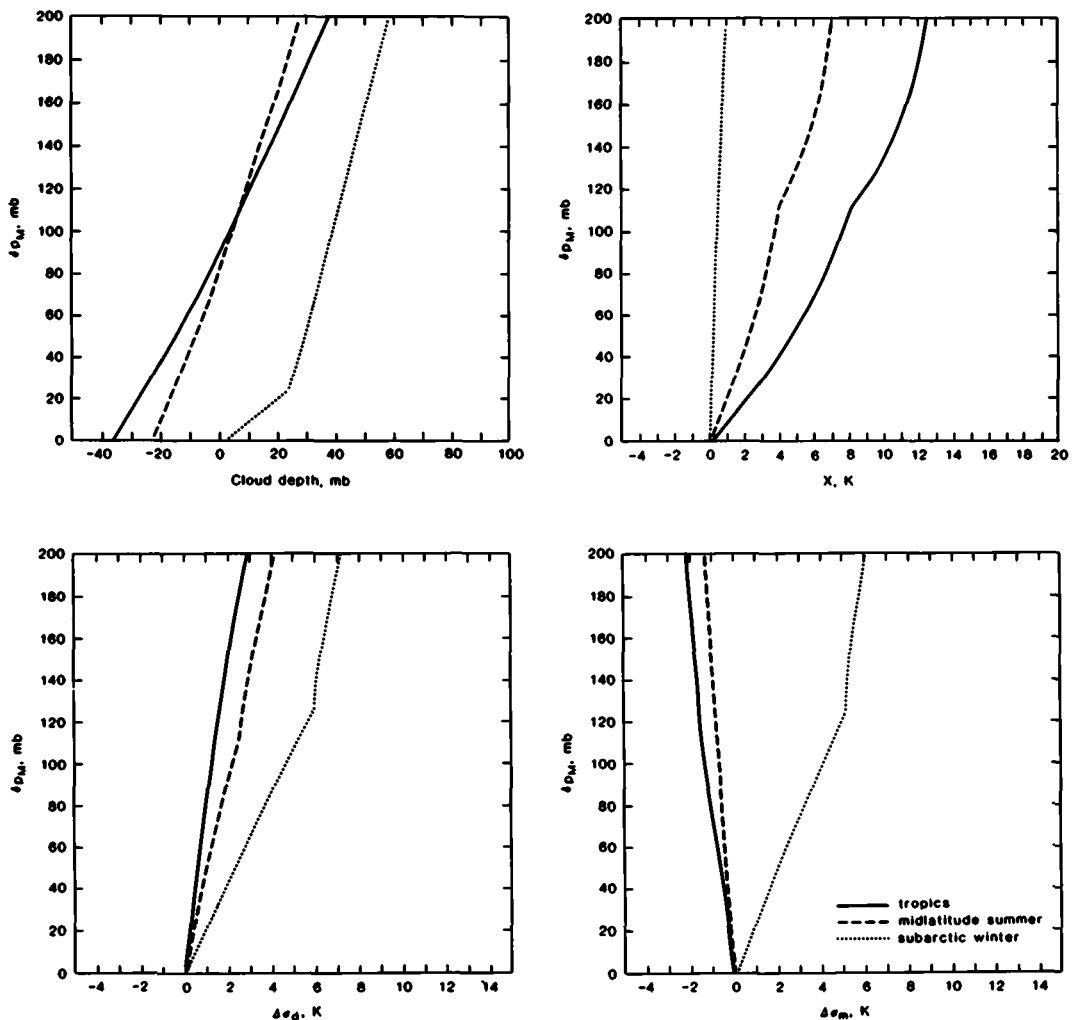 200
180
160
140
120
100
80
60
40
20
0
δp_M, mb
-40 -20 0 20 40 60 80 100
Cloud depth, mb
200
180
160
140
120
100
80
60
40
20
0
δp_M, mb
-4 -2 0 2 4 6 8 10 12 14 16 18 20
X, K
200
180
160
140
120
100
80
60
40
20
0
δp_M, mb
-4 -2 0 2 4 6 8 10 12 14
Δσ_d, K
200
180
160
140
120
100
80
60
40
20
0
δp_M, mb
tropics
midlatitude summer
subarctic winter
-4 -2 0 2 4 6 8 10 12 14
Δσ_m, K